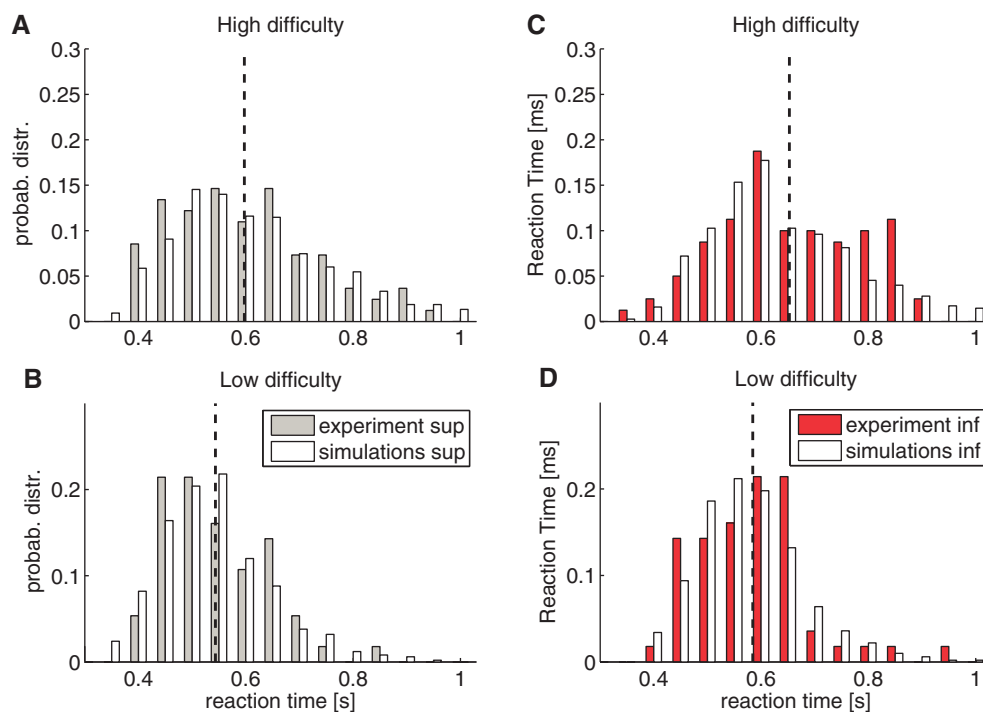 A
High difficulty
0.3
0.25
0.2
0.15
0.1
0.05
0
probab. distr.
0.4
0.6
0.8
1
C
High difficulty
0.3
0.25
0.2
0.15
0.1
0.05
0
Reaction Time [ms]
0.4
0.6
0.8
1
B
Low difficulty
experiment sup
simulations sup
0.2
0.1
0
probab. distr.
0.4
0.6
0.8
1
reaction time [s]
D
Low difficulty
experiment inf
simulations inf
0.2
0.1
0
Reaction Time [ms]
0.4
0.6
0.8
1
reaction time [s]